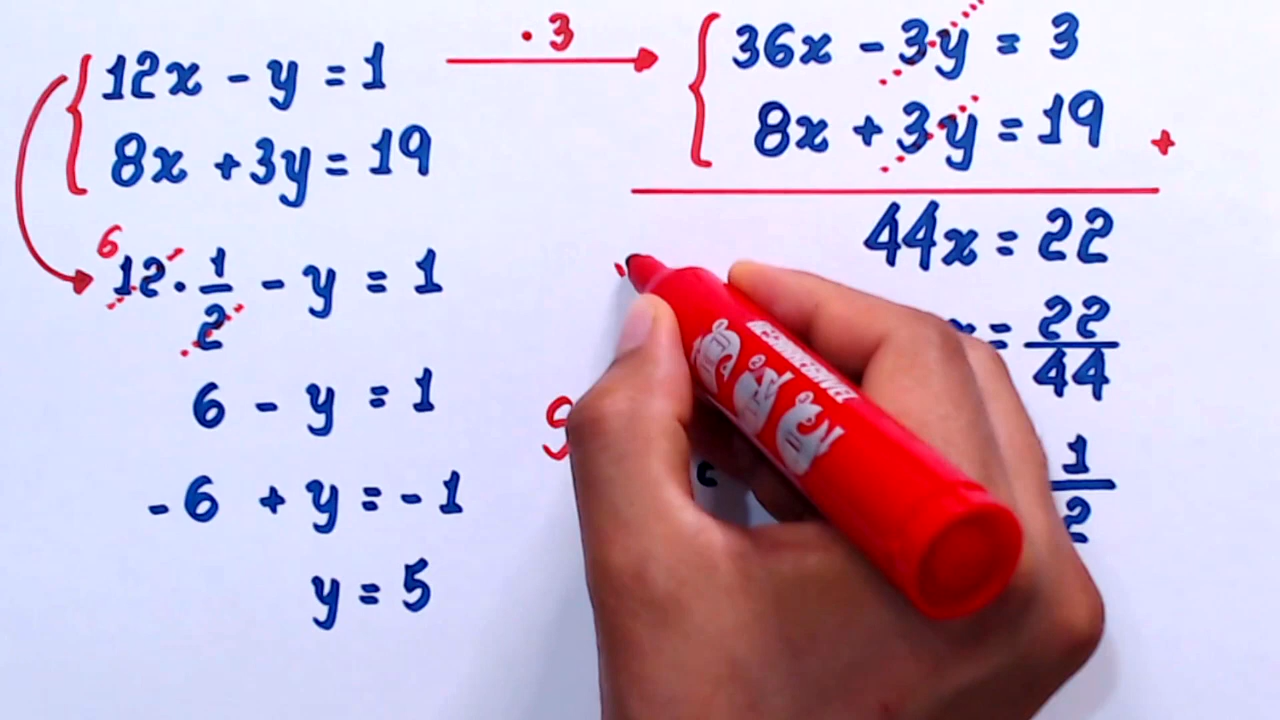 12x - y = 1
8x + 3y = 19
6
12 · 1/2 - y = 1
6 - y = 1
- 6 + y = - 1
y = 5
· 3
36x - 3y = 3
8x + 3y = 19 +
44x = 22
= 22/44
1/2
S